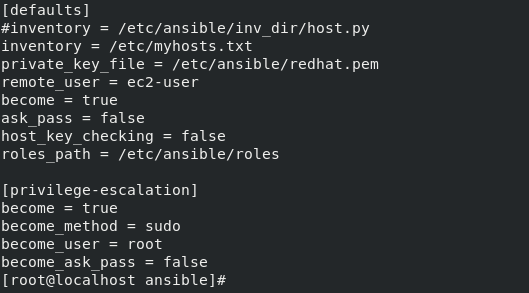 [defaults]
#inventory = /etc/ansible/inv_dir/host.py
inventory = /etc/myhosts.txt
private_key_file = /etc/ansible/redhat.pem
remote_user = ec2-user
become = true
ask_pass = false
host_key_checking = false
roles_path = /etc/ansible/roles
[privilege-escalation]
become = true
become_method = sudo
become_user = root
become_ask_pass = false
[root@localhost ansible]#